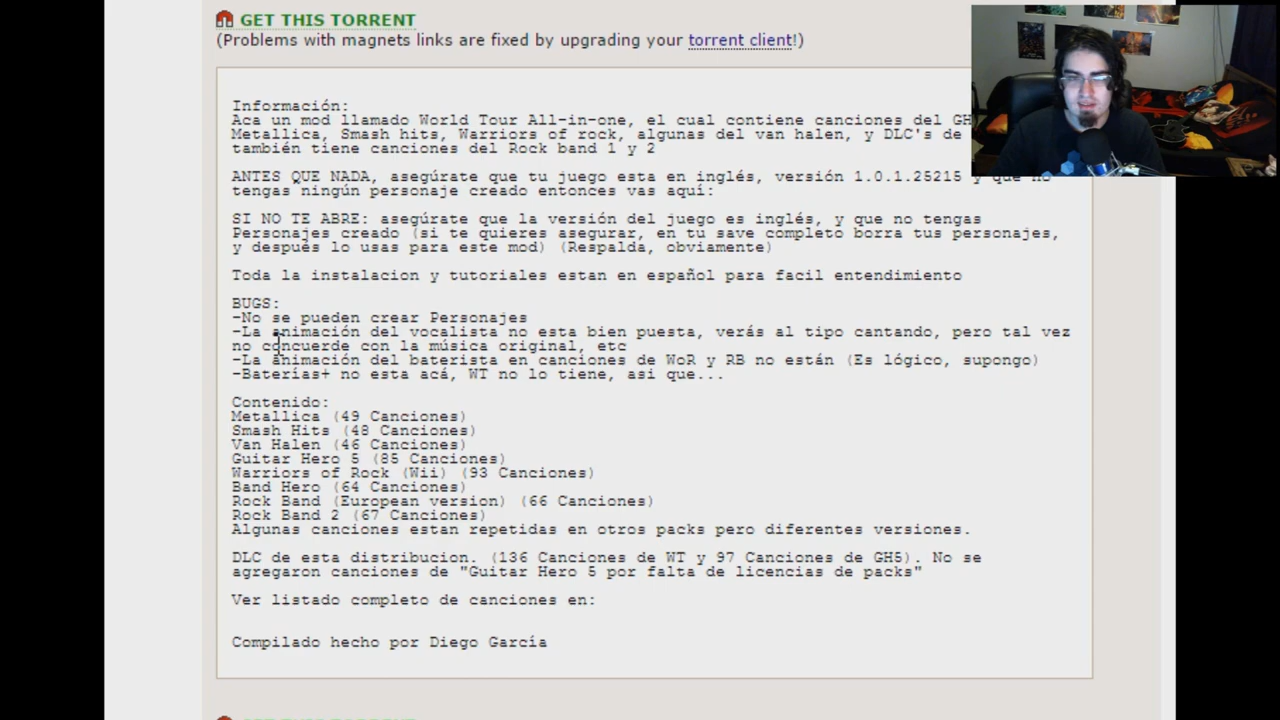 GET THIS TORRENT
(Problems with magnets links are fixed by upgrading your torrent client!)
Información:
Aca un mod llamado World Tour All-in-one, el cual contiene canciones del GH
Metallica, Smash hits, Warriors of rock, algunas del van halen, y DLC's de
también tiene canciones del Rock band 1 y 2
ANTES QUE NADA, asegúrate que tu juego esta en inglés, versión 1.0.1.25215 y que no
tengas ningún personaje creado entonces vas aquí:
SI NO TE ABRE: asegúrate que la versión del juego es inglés, y que no tengas
Personajes creado (si te quieres asegurar, en tu save completo borra tus personajes,
y después lo usas para este mod) (Respalda, obviamente)
Toda la instalacion y tutoriales estan en español para facil entendimiento
BUGS:
-No se pueden crear Personajes
-La animación del vocalista no esta bien puesta, verás al tipo cantando, pero tal vez
no concuerde con la música original, etc
-La animación del baterista en canciones de WoR y RB no están (Es lógico, supongo)
-Baterías+ no esta acá, WT no lo tiene, asi que...
Contenido:
Metallica (49 Canciones)
Smash Hits (48 Canciones)
Van Halen (46 Canciones)
Guitar Hero 5 (85 Canciones)
Warriors of Rock (Wii) (93 Canciones)
Band Hero (64 Canciones)
Rock Band (European version) (66 Canciones)
Rock Band 2 (67 Canciones)
Algunas canciones estan repetidas en otros packs pero diferentes versiones.
DLC de esta distribucion. (136 Canciones de WT y 97 Canciones de GH5). No se
agregaron canciones de "Guitar Hero 5 por falta de licencias de packs"
Ver listado completo de canciones en:
Compilado hecho por Diego García
GET THIS TORRENT